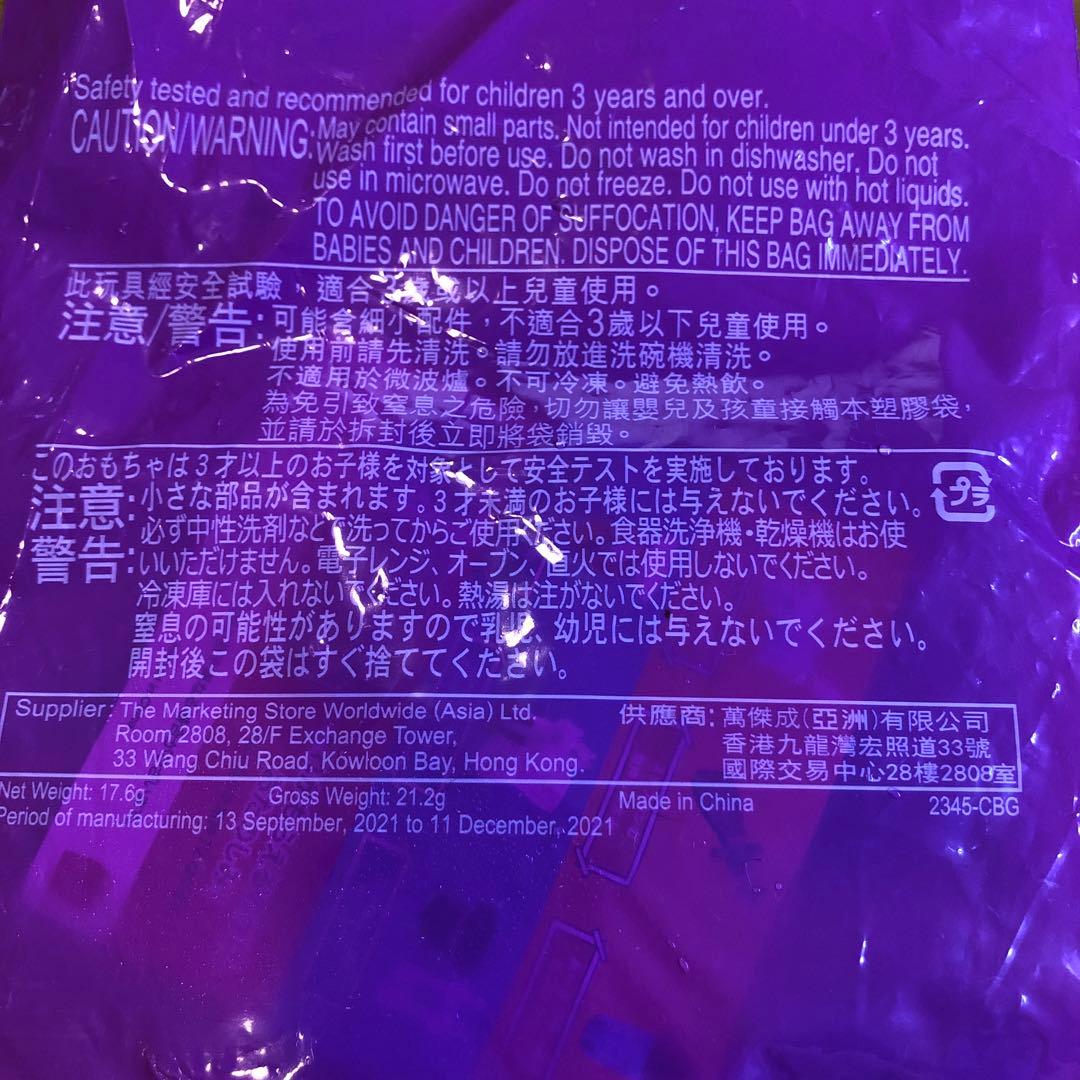 Safety tested and recommended for children 3 years and over.
CAUTION/WARNING: May contain small parts. Not intended for children under 3 years.
Wash first before use. Do not wash in dishwasher. Do not
use in microwave. Do not freeze. Do not use with hot liquids.
TO AVOID DANGER OF SUFFOCATION, KEEP BAG AWAY FROM
BABIES AND CHILDREN. DISPOSE OF THIS BAG IMMEDIATELY.
此玩具經安全試驗，適合3歲或以上兒童使用。
注意/警告:可能含細小配件，不適合3歲以下兒童使用。
使用前請先清洗。請勿放進洗碗機清洗。
不適用於微波爐。不可冷凍。避免熱飲。
為免引致窒息之危險，切勿讓嬰兒及孩童接觸本塑膠袋，
並請於拆封後立即將袋銷毀。
このおもちゃは3才以上のお子様を対象として安全テストを実施しております。
注意:小さな部品が含まれます。3才未満のお子様には与えないでください。
必ず中性洗剤などで洗ってからご使用ください。食器洗浄機・乾燥機はお使
警告:いいただけません。電子レンジ、オーブン、直火では使用しないでください。
冷凍庫には入れないでください。熱湯は注がないでください。
窒息の可能性がありますので乳児、幼児には与えないでください。
開封後この袋はすぐ捨ててください。
プラ
Supplier: The Marketing Store Worldwide (Asia) Ltd.
Room 2808, 28/F Exchange Tower,
33 Wang Chiu Road, Kowloon Bay, Hong Kong.
供應商: 萬傑成(亞洲)有限公司
香港九龍灣宏照道33號
國際交易中心28樓2808室
Net Weight: 17.6g Gross Weight: 21.2g Made in China 2345-CBG
Period of manufacturing: 13 September, 2021 to 11 December, 2021